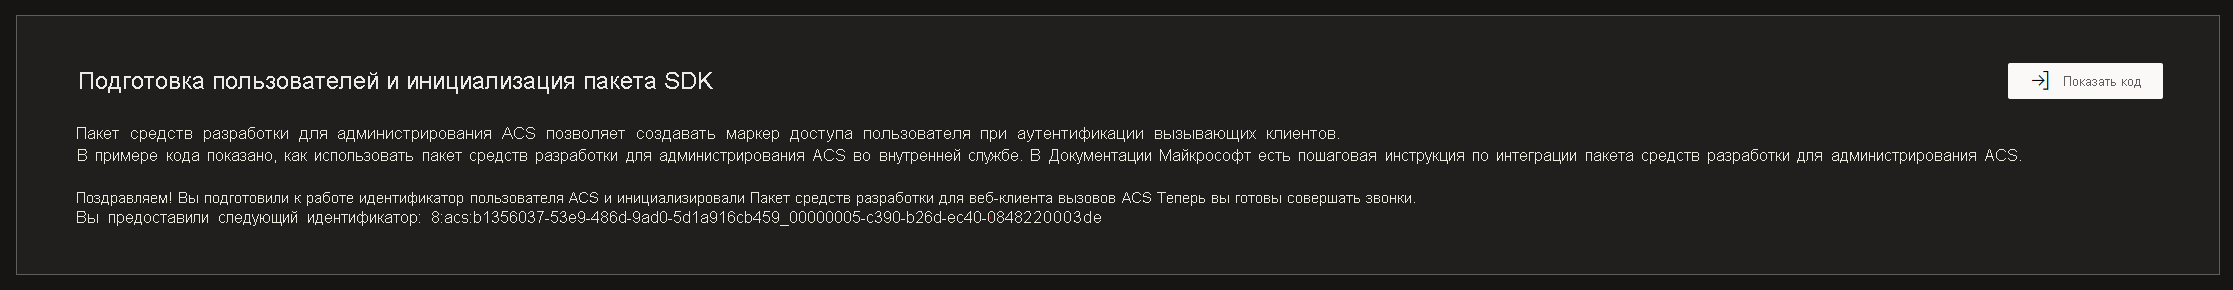 Подготовка пользователей и инициализация пакета SDK
Показать код
Пакет средств разработки для администрирования ACS позволяет создавать маркер доступа пользователя при аутентификации вызывающих клиентов.
В примере кода показано, как использовать пакет средств разработки для администрирования ACS во внутренней службе. В Документации Майкрософт есть пошаговая инструкция по интеграции пакета средств разработки для администрирования ACS.
Поздравляем! Вы подготовили к работе идентификатор пользователя ACS и инициализировали Пакет средств разработки для веб-клиента вызовов ACS Теперь вы готовы совершать звонки.
Вы предоставили следующий идентификатор: 8:acs:b1356037-53e9-486d-9ad0-5d1a916cb459_00000005-c390-b26d-ec40-0848220003de